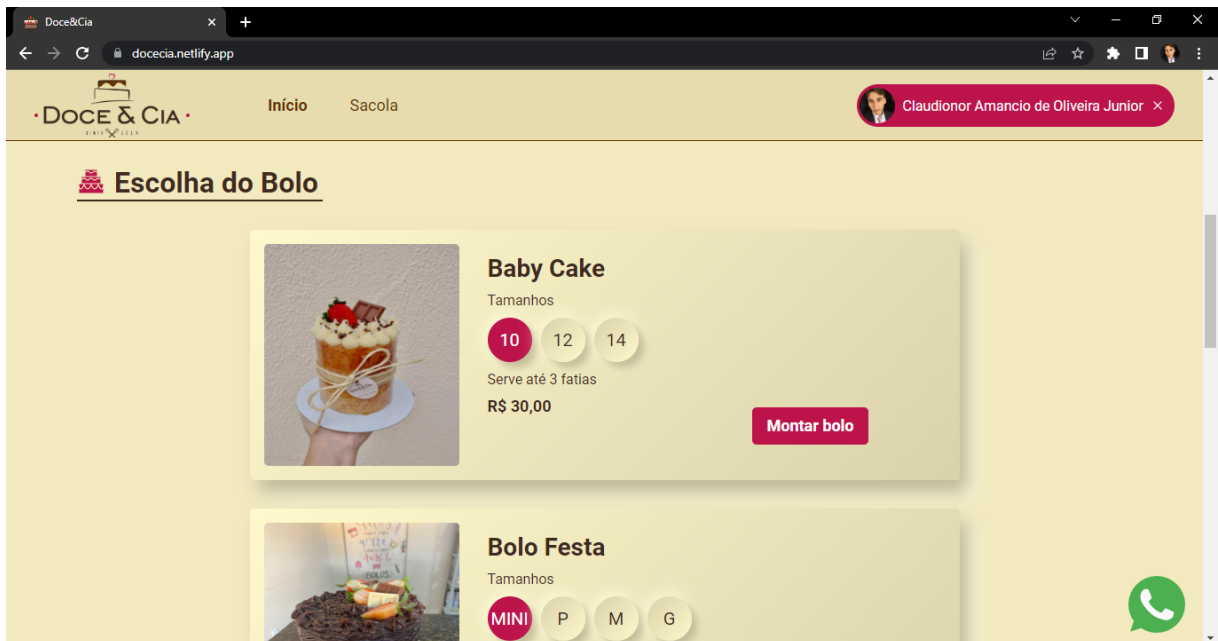 Doce&Cia
docecia.netlify.app
DOCE & CIA
Início
Sacola
Claudionor Amancio de Oliveira Junior
Escolha do Bolo
Baby Cake
Tamanhos
10 12 14
Serve até 3 fatias
R$ 30,00
Montar bolo
Bolo Festa
Tamanhos
MINI P M G
BOLOS